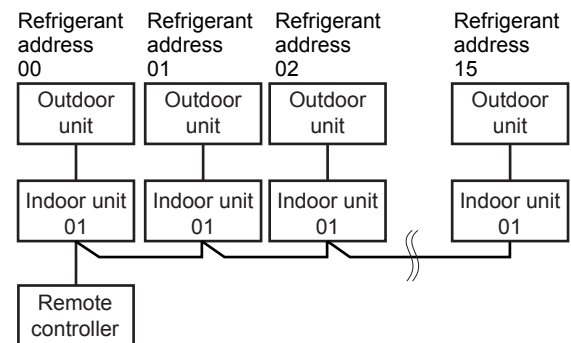 Refrigerant
address
00
Refrigerant
address
01
Refrigerant
address
02
Refrigerant
address
15
Outdoor
unit
Outdoor
unit
Outdoor
unit
Outdoor
unit
Indoor unit
01
Indoor unit
01
Indoor unit
01
Indoor unit
01
Remote
controller